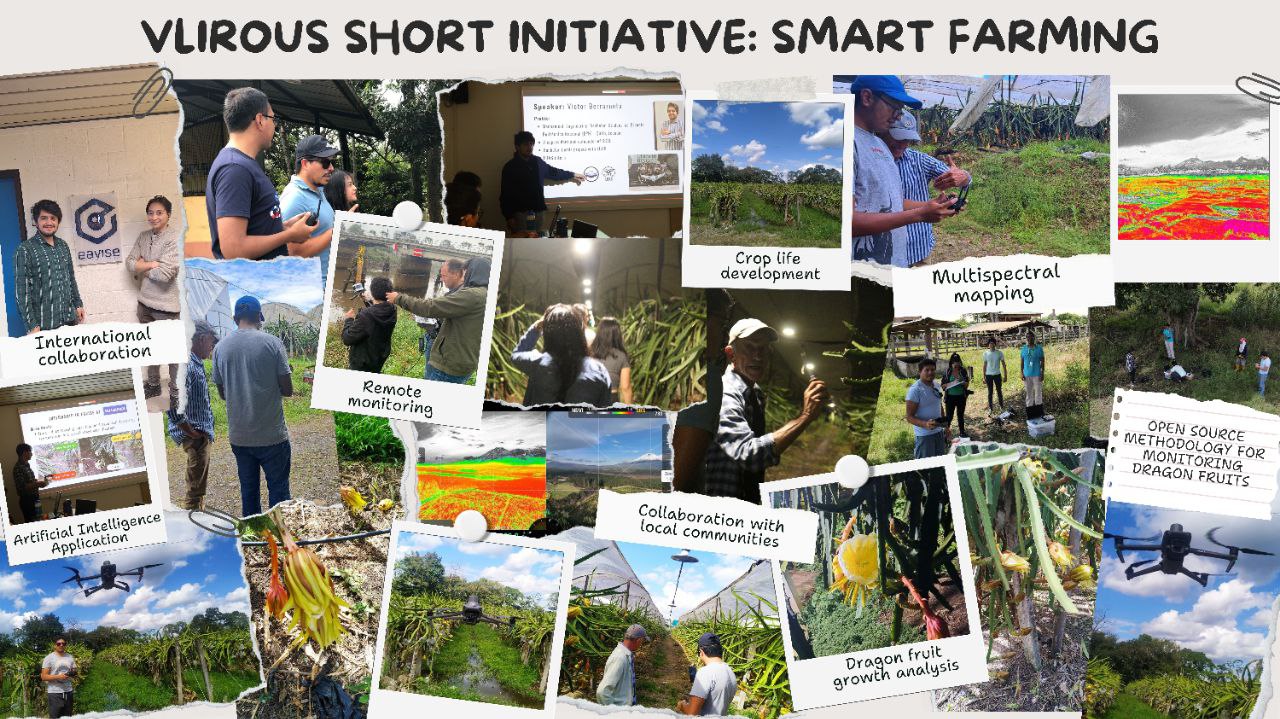 VLIROUS SHORT INITIATIVE: SMART FARMING
eavise
International
collaboration
Speaker:
Crop life
development
Multispectral
mapping
Remote
monitoring
Artificial Intelligence
Application
Collaboration with
local communities
OPEN SOURCE
METHODOLOGY FOR
MONITORING
DRAGON FRUITS
Dragon fruit
growth analysis